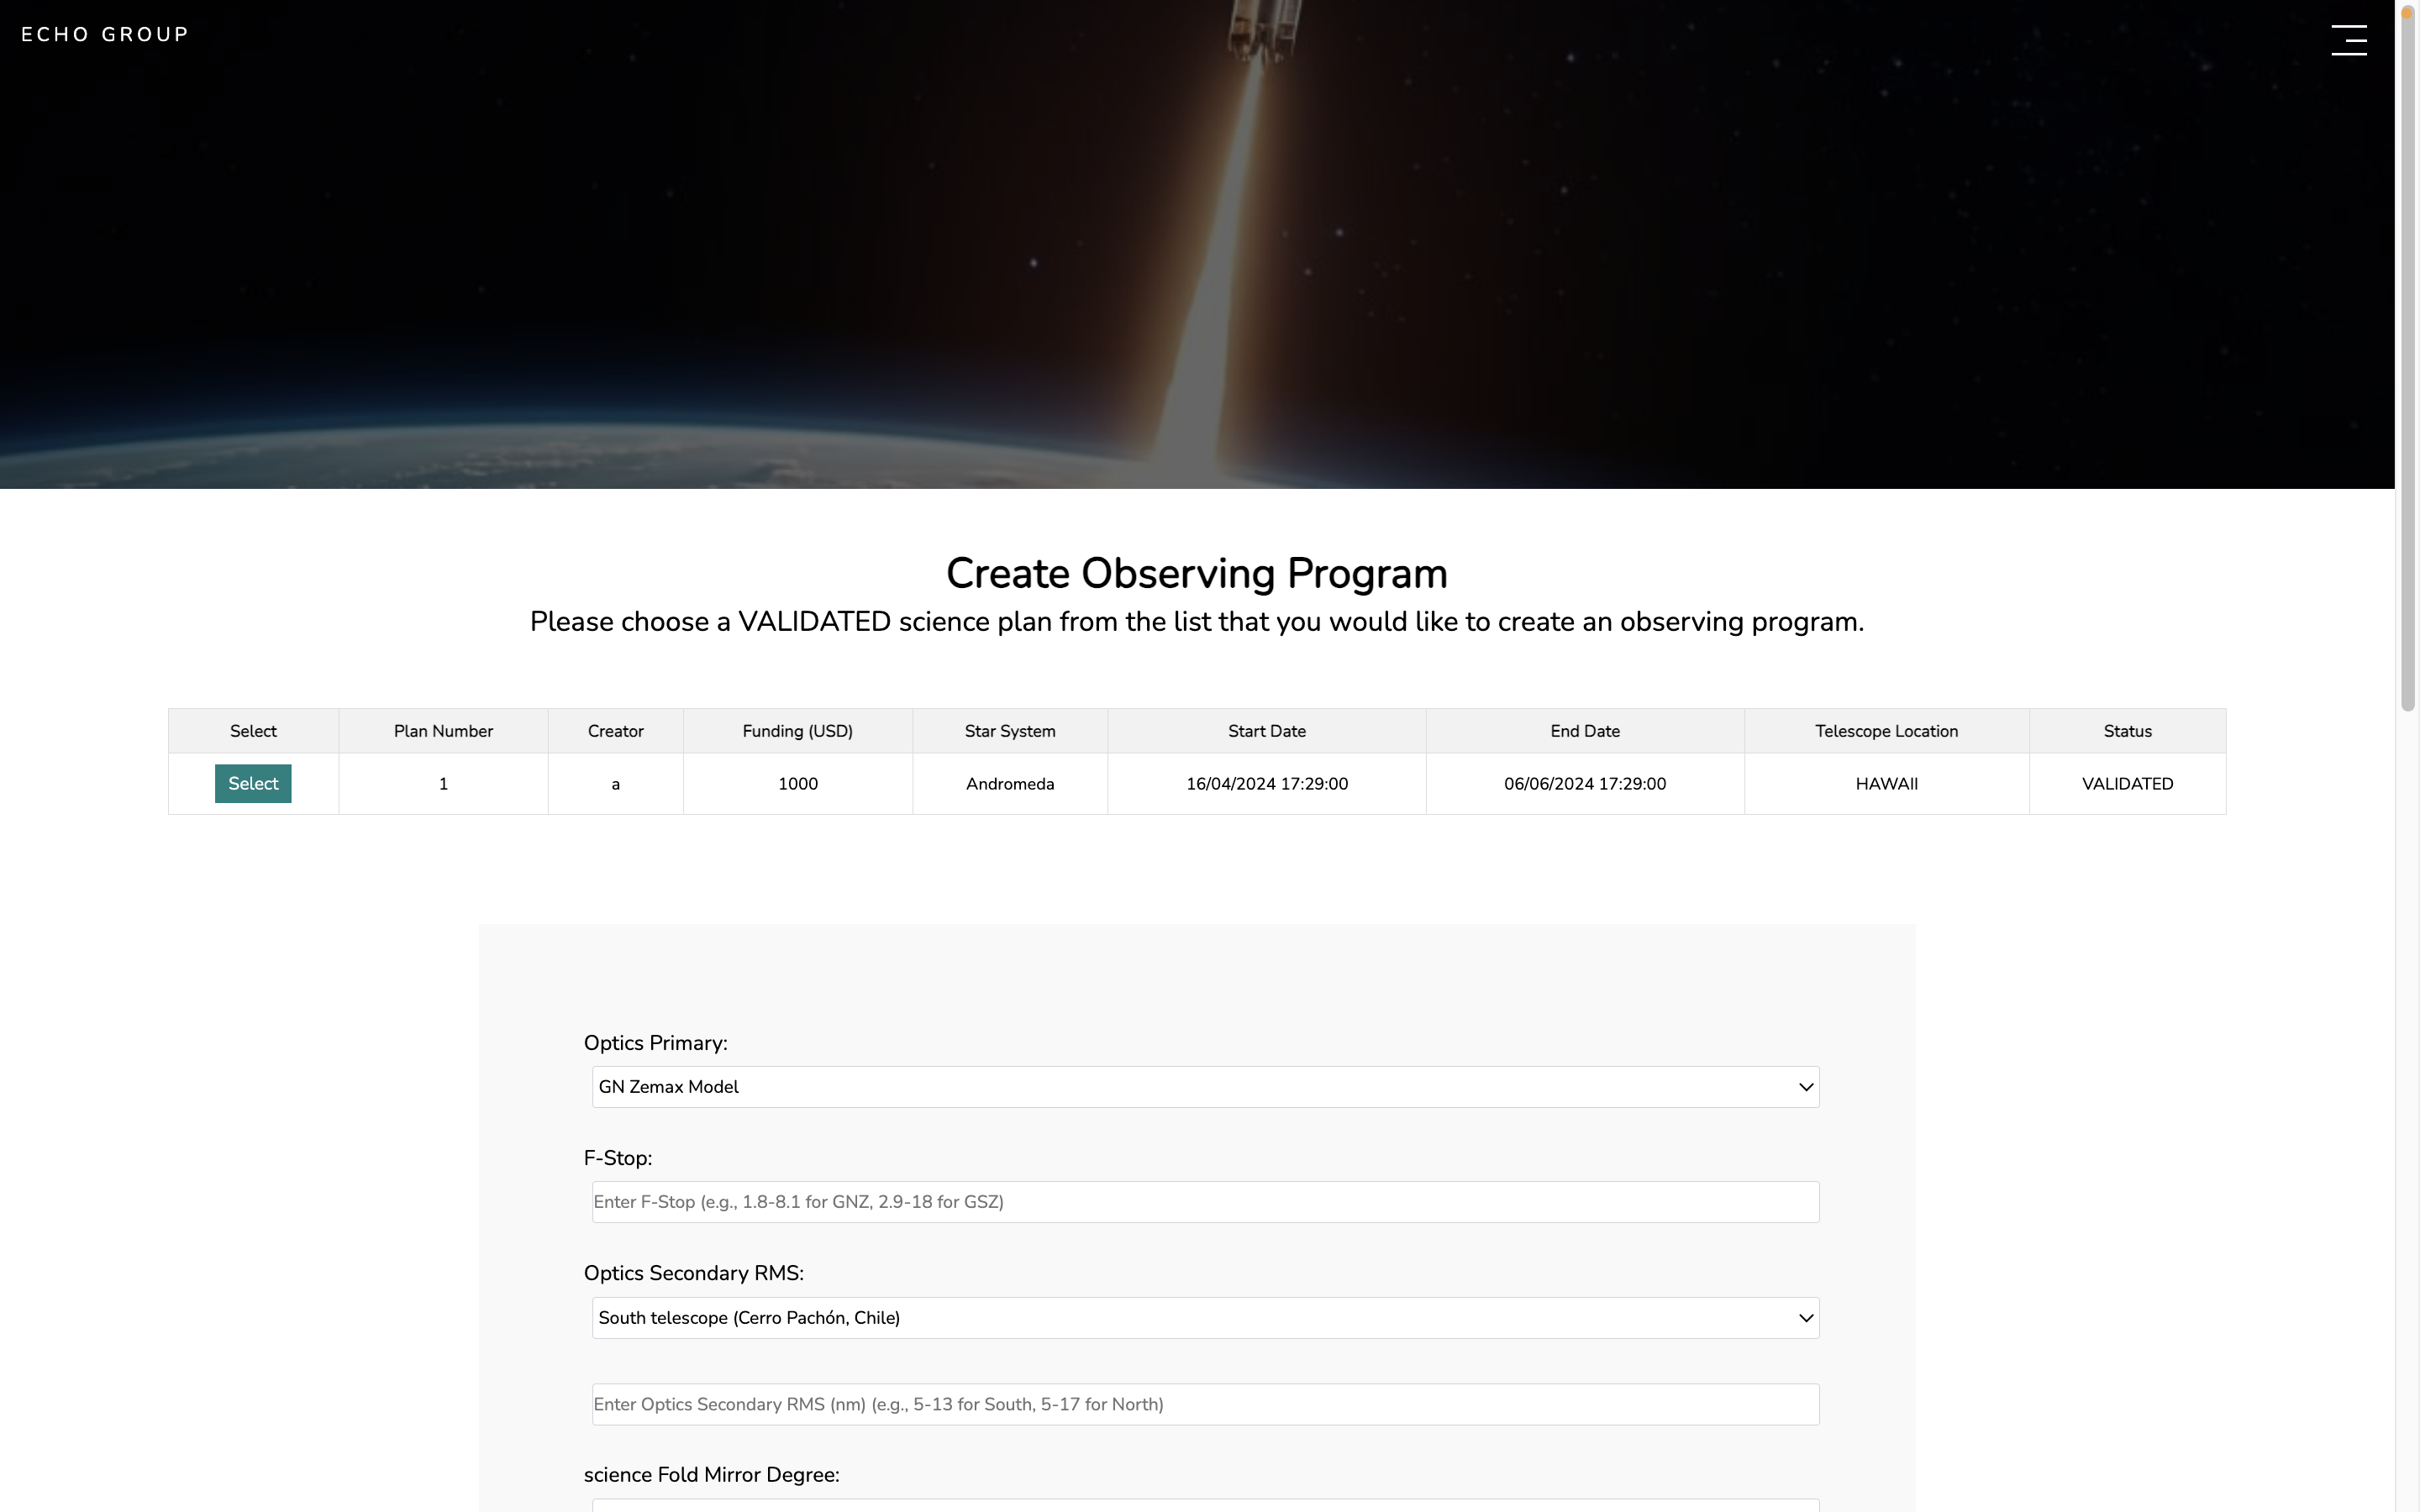 ECHO GROUP
Create Observing Program
Please choose a VALIDATED science plan from the list that you would like to create an observing program.
Select Plan Number Creator Funding (USD) Star System Start Date End Date Telescope Location Status
Select 1 a 1000 Andromeda 16/04/2024 17:29:00 06/06/2024 17:29:00 HAWAII VALIDATED
Optics Primary:
GN Zemax Model
F-Stop:
Enter F-Stop (e.g., 1.8-8.1 for GNZ, 2.9-18 for GSZ)
Optics Secondary RMS:
South telescope (Cerro Pachón, Chile)
Enter Optics Secondary RMS (nm) (e.g., 5-13 for South, 5-17 for North)
science Fold Mirror Degree: